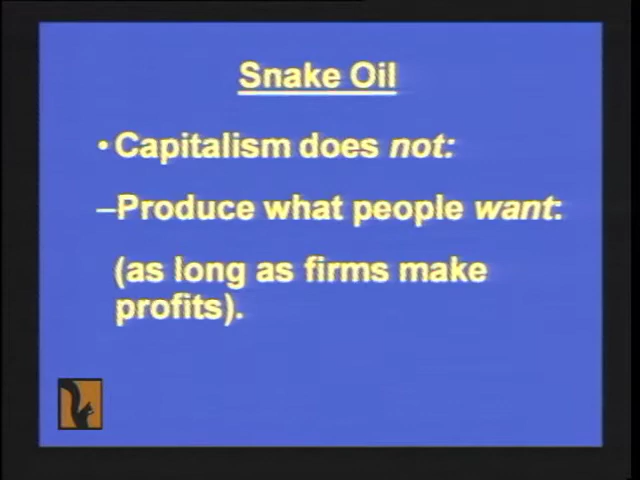 Snake Oil
•Capitalism does not:
–Produce what people want:
(as long as firms make
profits).